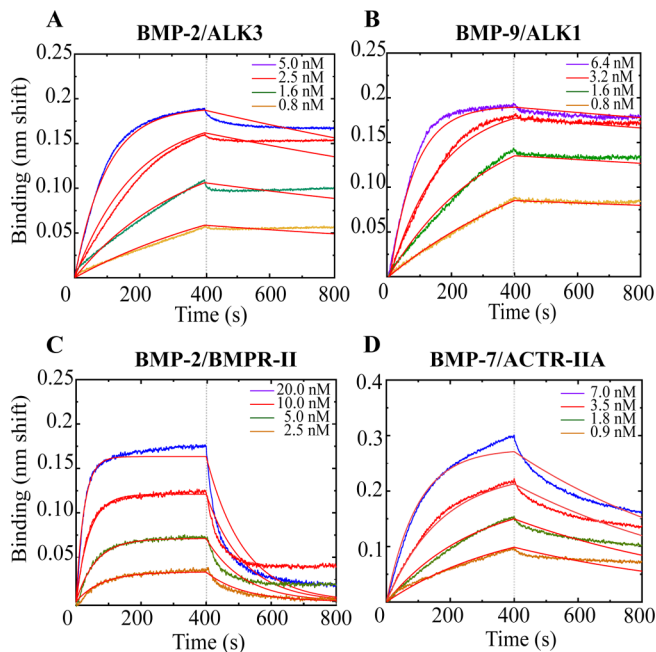 A
BMP-2/ALK3
5.0 nM
2.5 nM
1.6 nM
0.8 nM
0.25
0.20
0.15
0.10
0.05
0
200
400
600
800
Binding (nm shift)
Time (s)
B
BMP-9/ALK1
6.4 nM
3.2 nM
1.6 nM
0.8 nM
0.25
0.20
0.15
0.10
0.05
0
200
400
600
800
Time (s)
C
BMP-2/BMPR-II
20.0 nM
10.0 nM
5.0 nM
2.5 nM
0.25
0.20
0.15
0.10
0.05
0
200
400
600
800
Binding (nm shift)
Time (s)
D
BMP-7/ACTR-IIA
7.0 nM
3.5 nM
1.8 nM
0.9 nM
0.4
0.3
0.2
0.1
0
200
400
600
800
Time (s)